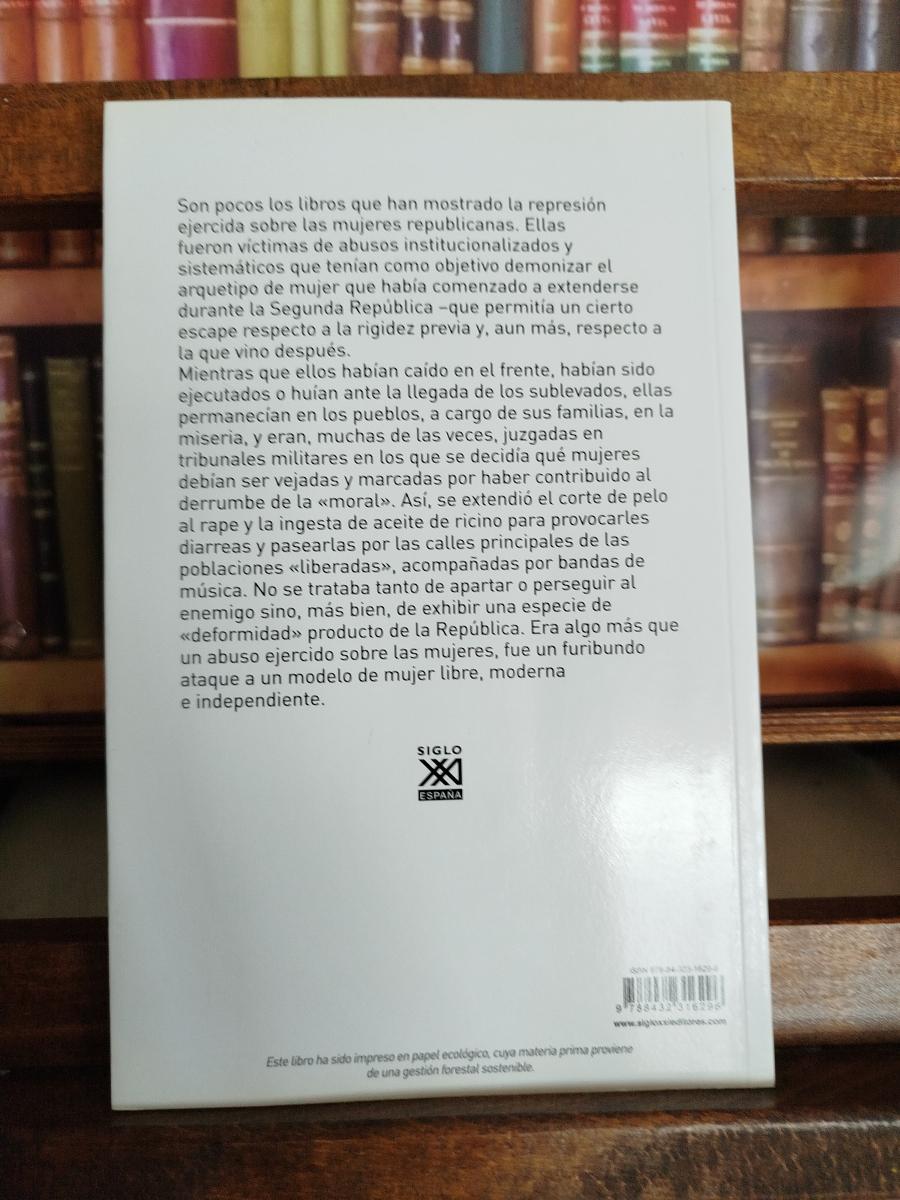 Son pocos los libros que han mostrado la represión
ejercida sobre las mujeres republicanas. Ellas
fueron víctimas de abusos institucionalizados y
sistemáticos que tenían como objetivo demonizar el
arquetipo de mujer que había comenzado a extenderse
durante la Segunda República –que permitía un cierto
escape respecto a la rigidez previa y, aun más, respecto a
la que vino después.
Mientras que ellos habían caído en el frente, habían sido
ejecutados o huían ante la llegada de los sublevados, ellas
permanecían en los pueblos, a cargo de sus familias, en la
miseria, y eran, muchas de las veces, juzgadas en
tribunales militares en los que se decidía qué mujeres
debían ser vejadas y marcadas por haber contribuido al
derrumbe de la «moral». Así, se extendió el corte de pelo
al rape y la ingesta de aceite de ricino para provocarles
diarreas y pasearlas por las calles principales de las
poblaciones «liberadas», acompañadas por bandas de
música. No se trataba tanto de apartar o perseguir al
enemigo sino, más bien, de exhibir una especie de
«deformidad» producto de la República. Era algo más que
un abuso ejercido sobre las mujeres, fue un furibundo
ataque a un modelo de mujer libre, moderna
e independiente.
SIGLO
XXI
ESPAÑA
ISBN 978-84-323-1629-6
9 788432 316296
www.sigloxxieditores.com
Este libro ha sido impreso en papel ecológico, cuya materia prima proviene
de una gestión forestal sostenible.